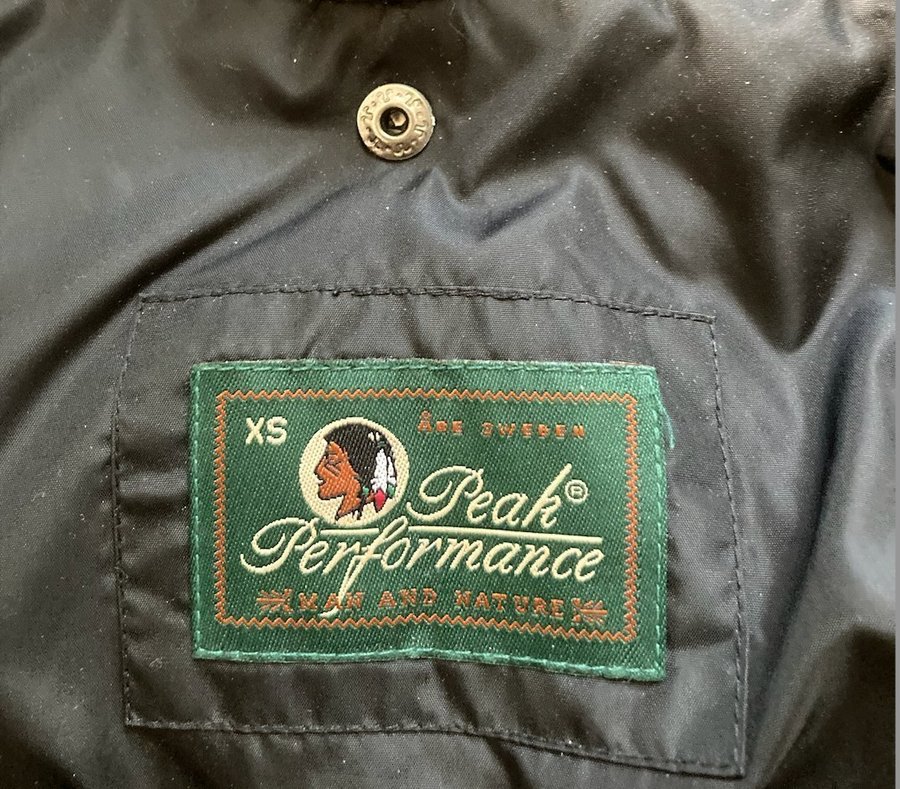 XS
ÅRE SWEDEN
Peak®
Performance
MAN AND NATURE